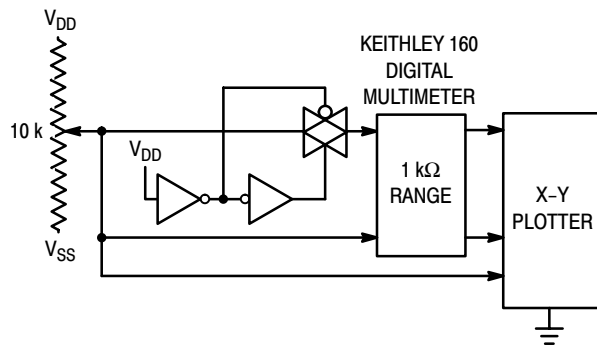 V_DD
KEITHLEY 160
DIGITAL
MULTIMETER
10 k
V_DD
1 kΩ
RANGE
X–Y
PLOTTER
V_SS